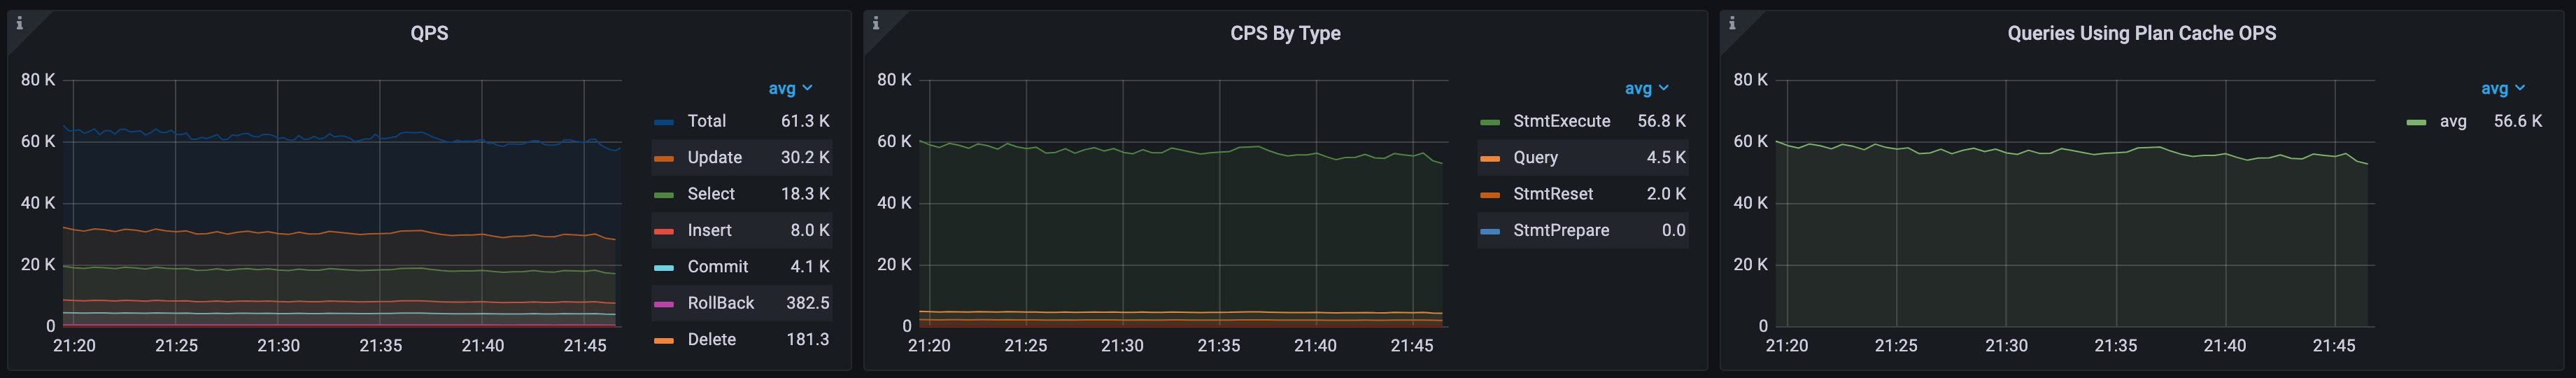 QPS
80 K
60 K
40 K
20 K
0
21:20 21:25 21:30 21:35 21:40 21:45
avg
Total 61.3 K
Update 30.2 K
Select 18.3 K
Insert 8.0 K
Commit 4.1 K
RollBack 382.5
Delete 181.3
CPS By Type
80 K
60 K
40 K
20 K
0
21:20 21:25 21:30 21:35 21:40 21:45
avg
StmtExecute 56.8 K
Query 4.5 K
StmtReset 2.0 K
StmtPrepare 0.0
Queries Using Plan Cache OPS
80 K
60 K
40 K
20 K
0
21:20 21:25 21:30 21:35 21:40 21:45
avg
avg 56.6 K